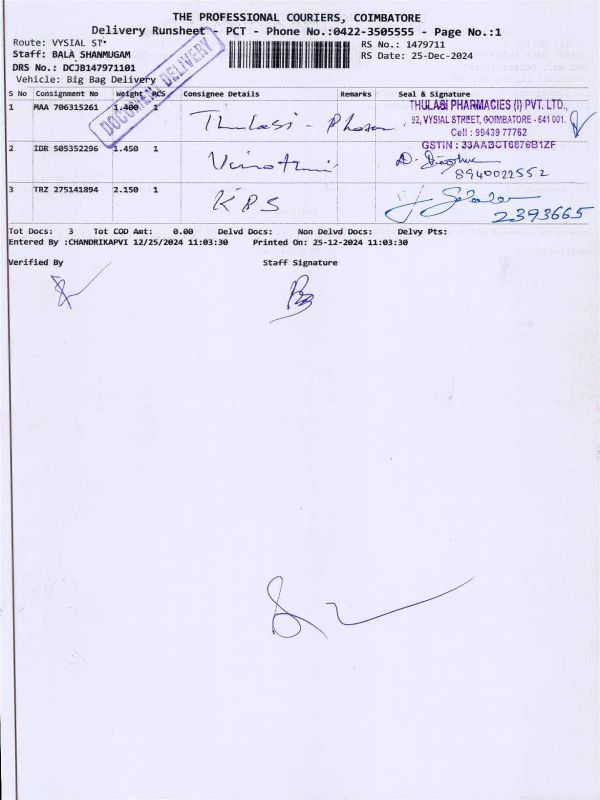 THE PROFESSIONAL COURIERS, COIMBATORE
Delivery Runsheet - PCT - Phone No.:0422-3505555 - Page No.:1
Route: VYSIAL ST*
RS No.: 1479711
Staff: BALA SHANMUGAM
RS Date: 25-Dec-2024
DRS No.: DCJB147971101
Vehicle: Big Bag Delivery
DOCUMEN DELIVERY
S No Consignment No Weight PCS Consignee Details Remarks Seal & Signature
1 MAA 706315261 1.400 1 Thulasi - Pharma
THULASI PHARMACIES (I) PVT. LTD.,
92, VYSIAL STREET, COIMBATORE - 641 001.
Cell : 99439 77762
GSTIN : 33AABCT6876B1ZF
2 IDR 505352296 1.450 1
8940022552
3 TRZ 275141894 2.150 1 KBS
2393665
Tot Docs: 3 Tot COD Amt: 0.00 Delvd Docs: Non Delvd Docs: Delvy Pts:
Entered By :CHANDRIKAPVI 12/25/2024 11:03:30 Printed On: 25-12-2024 11:03:30
Verified By Staff Signature